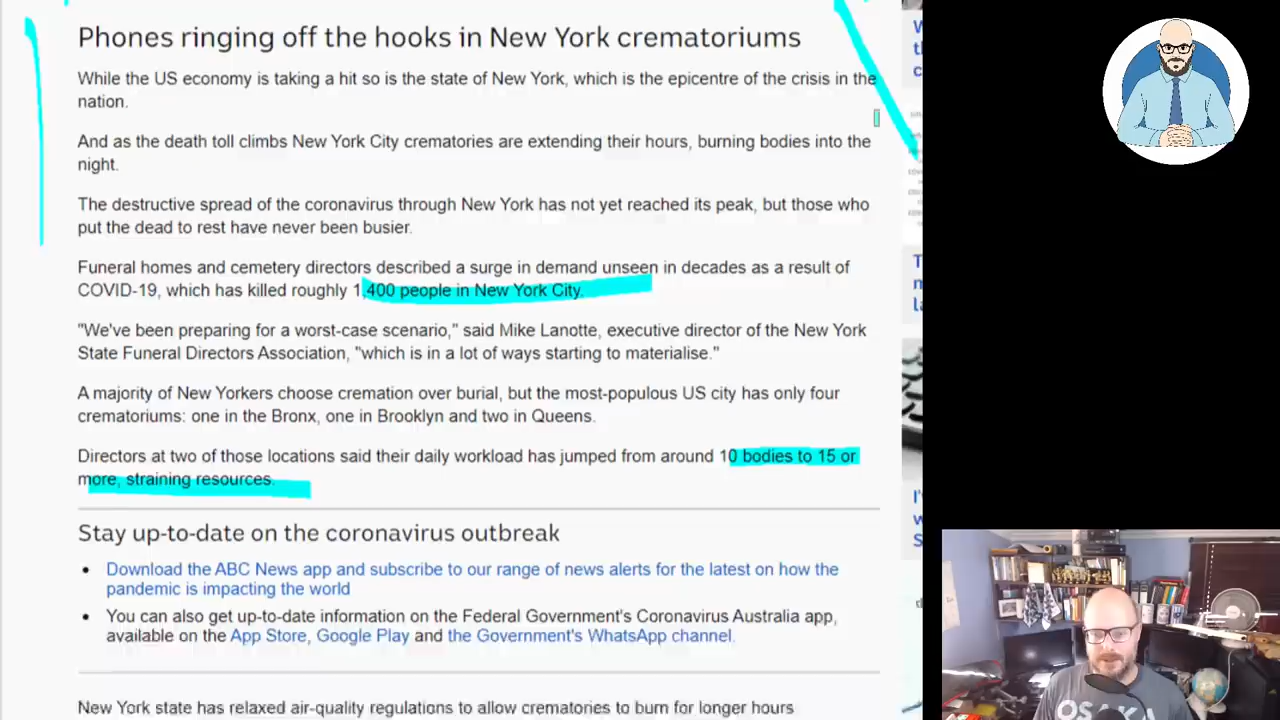 Phones ringing off the hooks in New York crematoriums
While the US economy is taking a hit so is the state of New York, which is the epicentre of the crisis in the
nation.
And as the death toll climbs New York City crematories are extending their hours, burning bodies into the
night.
The destructive spread of the coronavirus through New York has not yet reached its peak, but those who
put the dead to rest have never been busier.
Funeral homes and cemetery directors described a surge in demand unseen in decades as a result of
COVID-19, which has killed roughly 1,400 people in New York City.
"We've been preparing for a worst-case scenario," said Mike Lanotte, executive director of the New York
State Funeral Directors Association, "which is in a lot of ways starting to materialise."
A majority of New Yorkers choose cremation over burial, but the most-populous US city has only four
crematoriums: one in the Bronx, one in Brooklyn and two in Queens.
Directors at two of those locations said their daily workload has jumped from around 10 bodies to 15 or
more, straining resources.
Stay up-to-date on the coronavirus outbreak
• Download the ABC News app and subscribe to our range of news alerts for the latest on how the
pandemic is impacting the world
• You can also get up-to-date information on the Federal Government's Coronavirus Australia app,
available on the App Store, Google Play and the Government's WhatsApp channel.
New York state has relaxed air-quality regulations to allow crematories to burn for longer hours
OSAKA